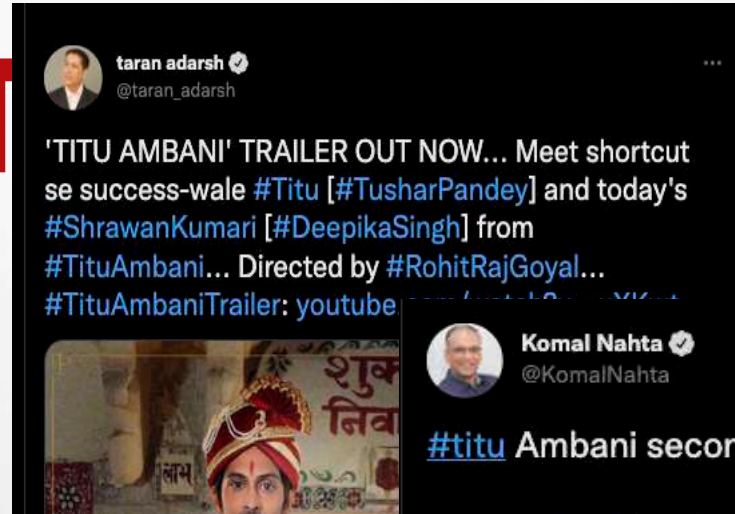 taran adarsh
@taran_adarsh
'TITU AMBANI' TRAILER OUT NOW... Meet shortcut
se success-wale #Titu [#TusharPandey] and today's
#ShrawanKumari [#DeepikaSingh] from
#TituAmbani... Directed by #RohitRajGoyal...
#TituAmbaniTrailer:
Komal Nahta
@KomalNahta
#titu Ambani
लाभ